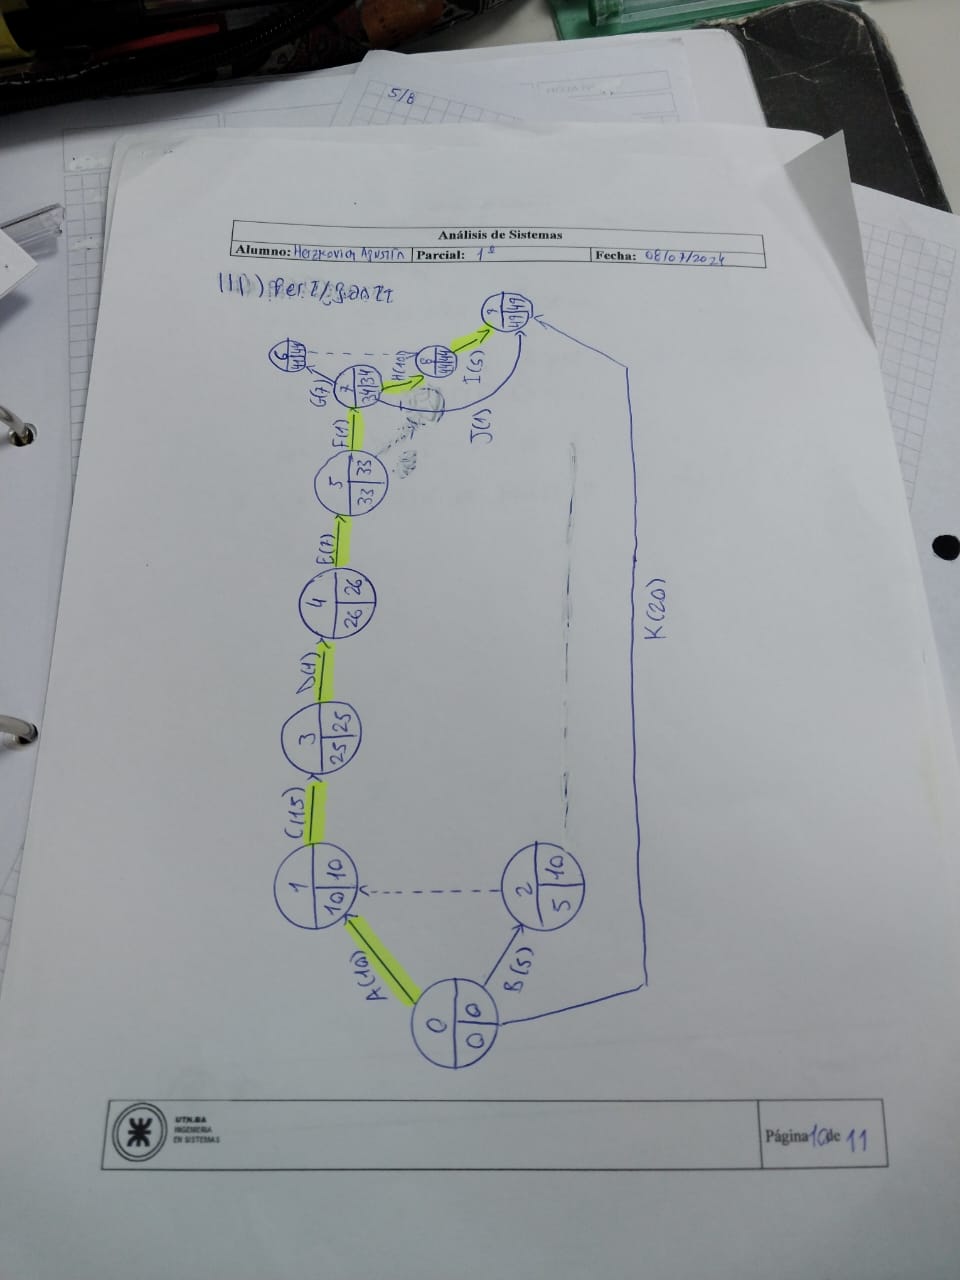 5/8
Análisis de Sistemas
Alumno: Herzkovich Agustín Parcial: 1º Fecha: 08/07/2024
III) Pert/Gantt
9
49|49
6
41|44
8
44|44
H(10)
I(5)
G(7)
7
34|34
J(1)
F(1)
5
33|33
E(7)
4
26|26
K(20)
D(1)
3
25|25
C(15)
1
10|10
2
5|10
A(10)
B(5)
0
0|0
UTN.BA
INGENIERIA
EN SISTEMAS
Página 10 de 11